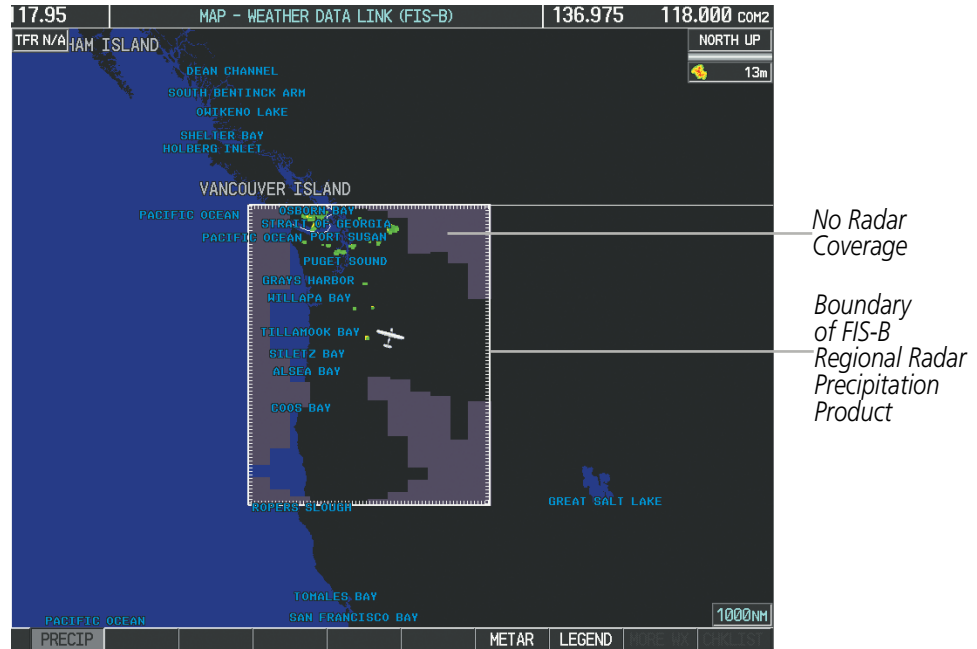 117.95 MAP – WEATHER DATA LINK (FIS-B) 136.975 118.000 COM2
TFR N/A HAM ISLAND NORTH UP
13m
DEAN CHANNEL
SOUTH BENTINCK ARM
OWIKENO LAKE
SHELTER BAY
HOLBERG INLET
VANCOUVER ISLAND
OSBORN BAY
PACIFIC OCEAN
STRAIT OF GEORGIA
PACIFIC OCEAN PORT SUSAN
PUGET SOUND
GRAYS HARBOR
WILLAPA BAY
TILLAMOOK BAY
SILETZ BAY
ALSEA BAY
COOS BAY
GREAT SALT LAKE
ROPERS SLOUGH
TOMALES BAY
SAN FRANCISCO BAY
PACIFIC OCEAN
1000NM
PRECIP METAR LEGEND MORE WX CHKLIST
No Radar
Coverage
Boundary
of FIS-B
Regional Radar
Precipitation
Product